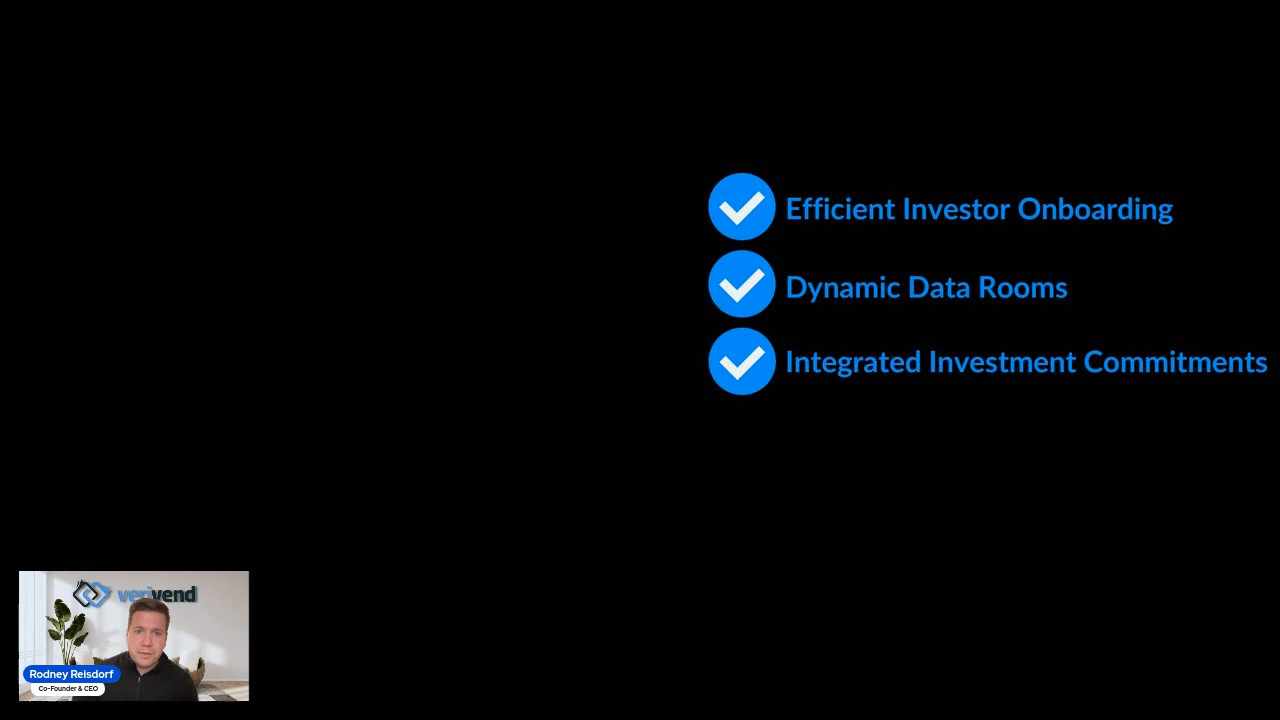 Efficient Investor Onboarding
Dynamic Data Rooms
Integrated Investment Commitments
verivend
Rodney Reisdorf
Co-Founder & CEO